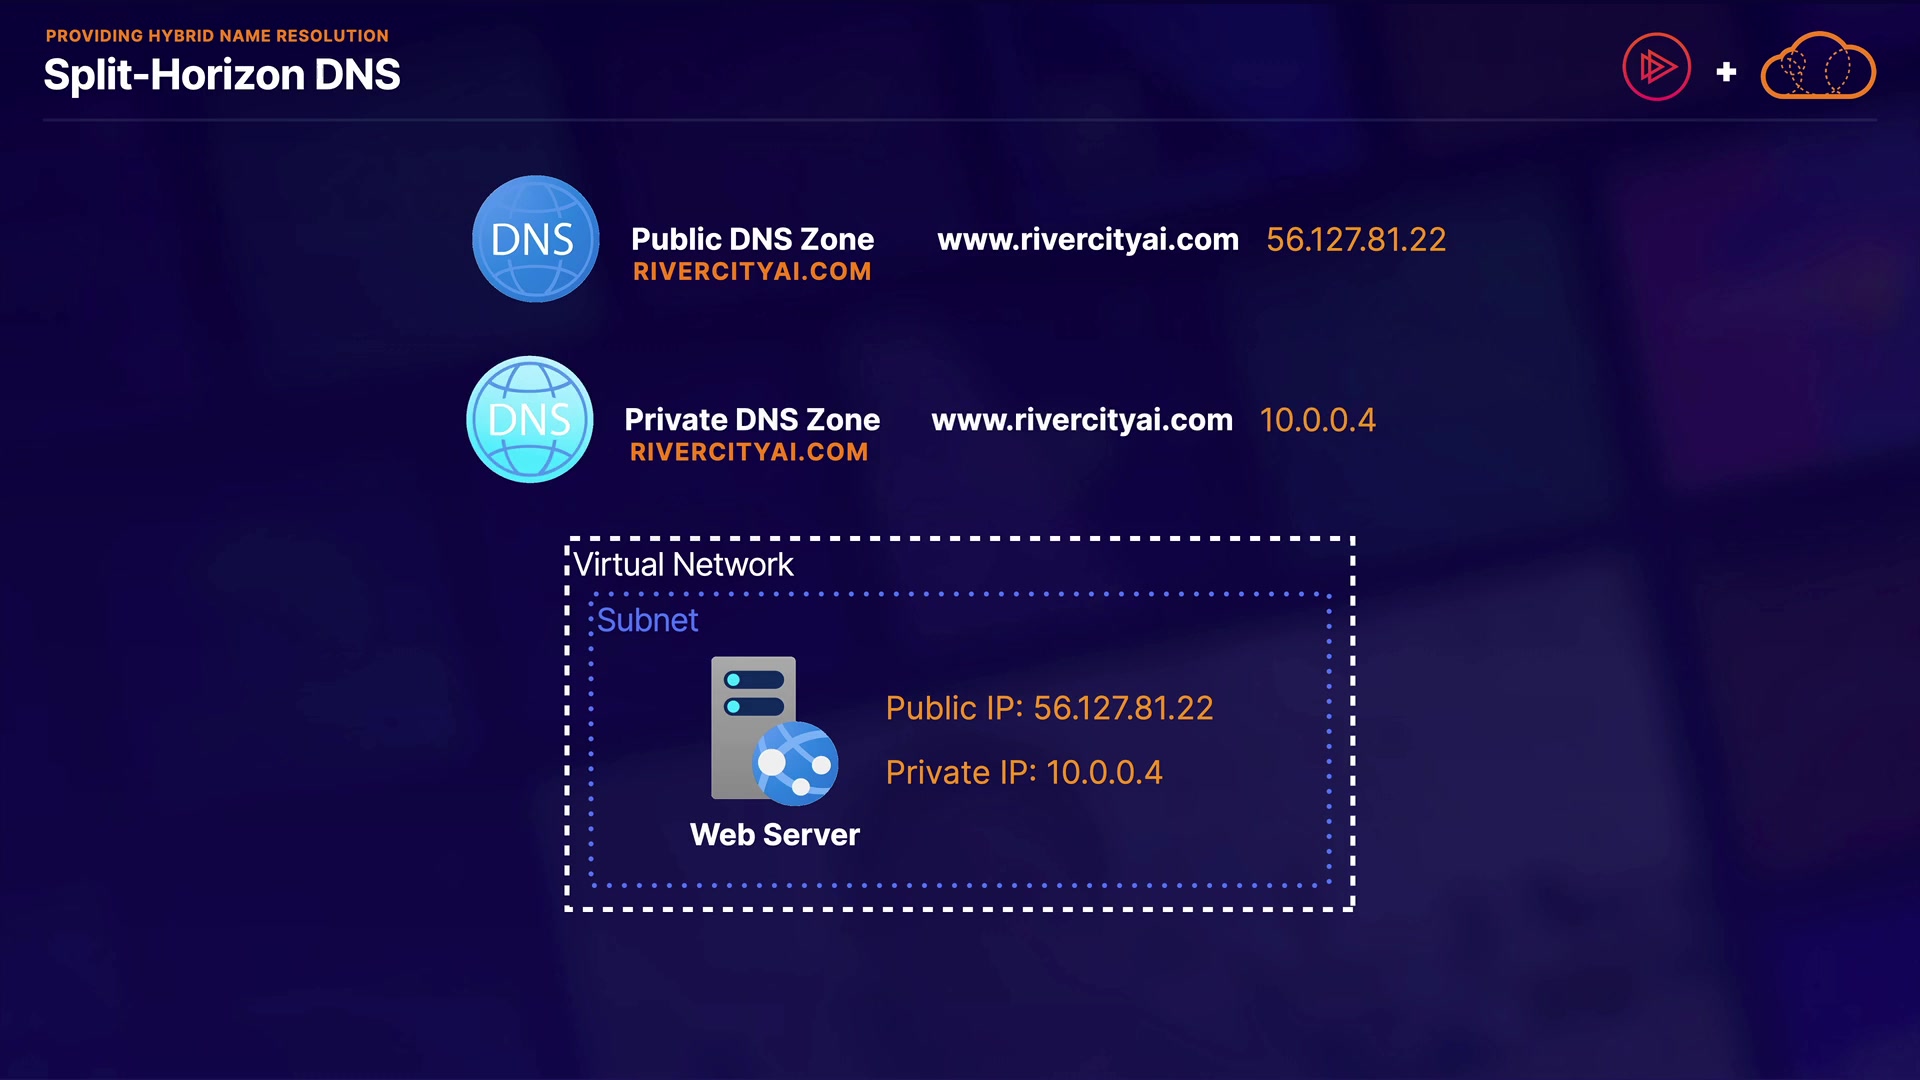 PROVIDING HYBRID NAME RESOLUTION
Split-Horizon DNS
DNS
Public DNS Zone www.rivercityai.com 56.127.81.22
RIVERCITYAI.COM
DNS
Private DNS Zone www.rivercityai.com 10.0.0.4
RIVERCITYAI.COM
Virtual Network
Subnet
Public IP: 56.127.81.22
Private IP: 10.0.0.4
Web Server